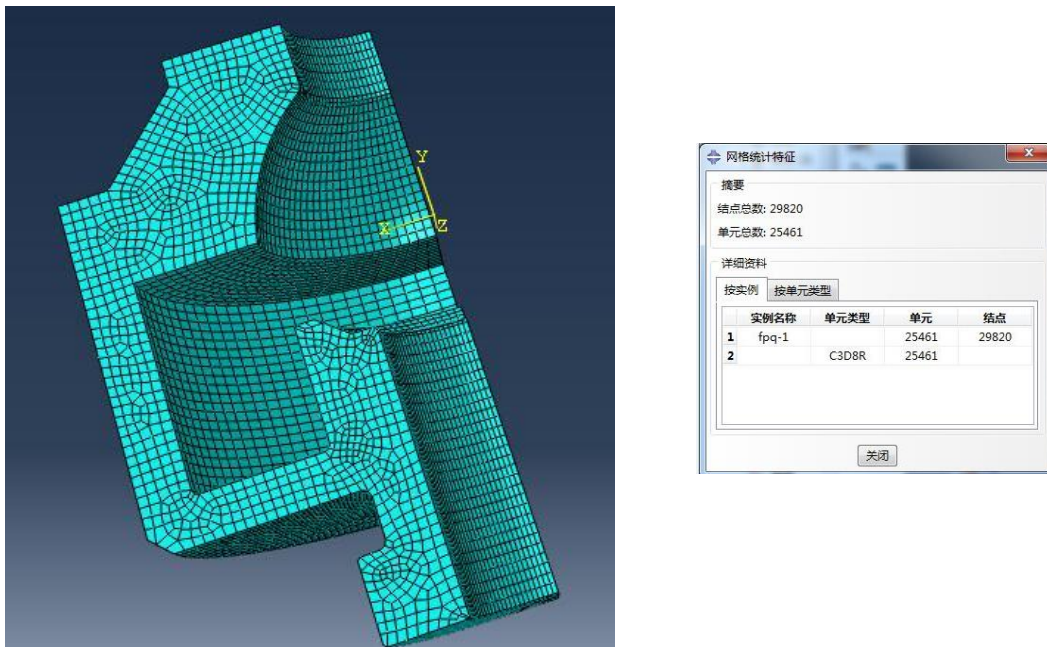 Y
X
Z
网格统计特征
摘要
结点总数: 29820
单元总数: 25461
详细资料
按实例 按单元类型
实例名称 单元类型 单元 结点
1 fpq-1 25461 29820
2 C3D8R 25461
关闭